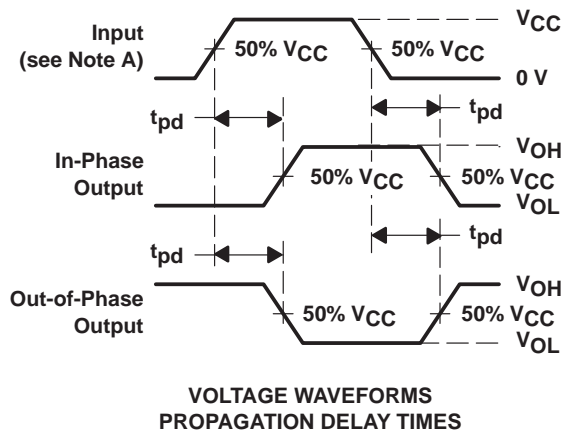 Input
(see Note A)
50% VCC
50% VCC
VCC
0 V
tpd
tpd
In-Phase
Output
50% VCC
VOH
50% VCC
VOL
tpd
tpd
Out-of-Phase
Output
50% VCC
VOH
50% VCC
VOL
VOLTAGE WAVEFORMS
PROPAGATION DELAY TIMES